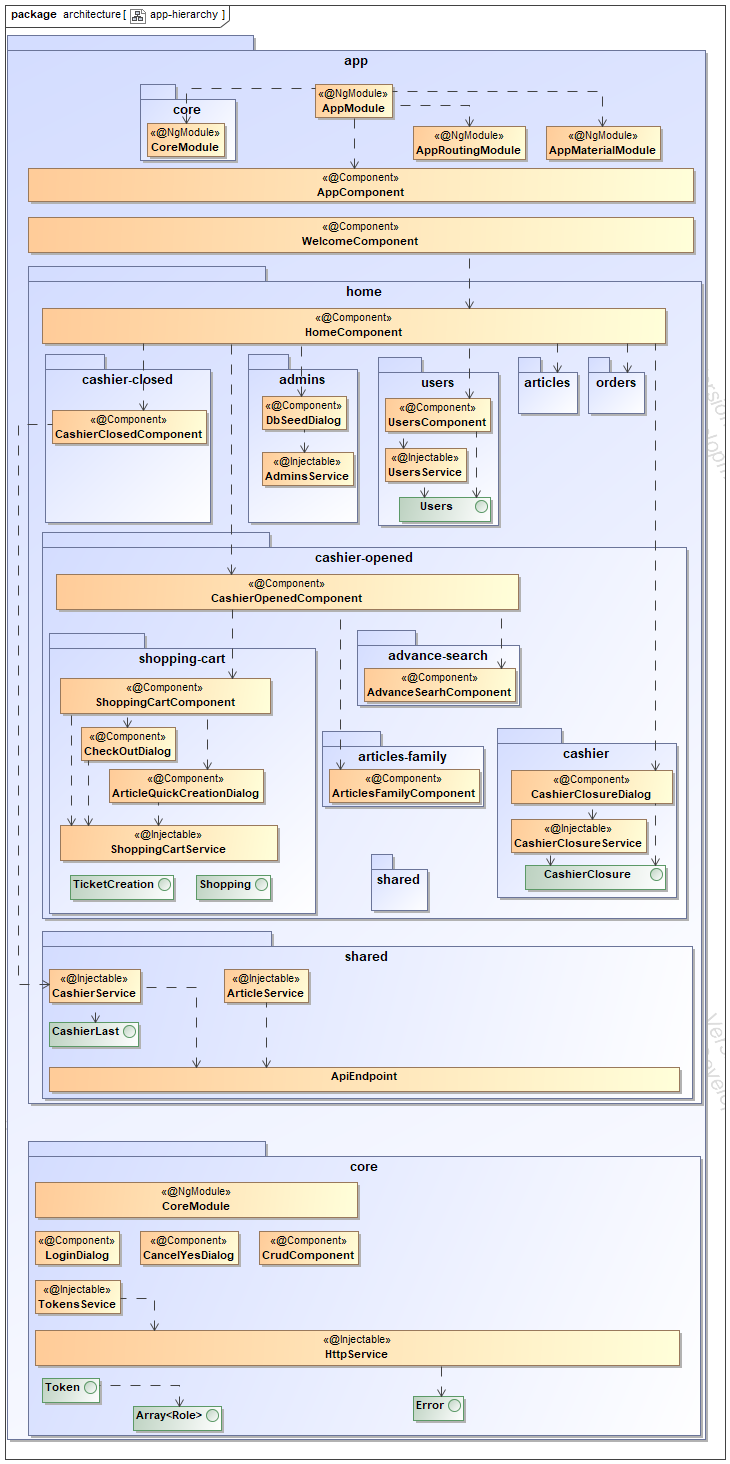 package architecture [ app-hierarchy ]
app
«@NgModule»
AppModule
core
«@NgModule»
CoreModule
«@NgModule»
AppRoutingModule
«@NgModule»
AppMaterialModule
«@Component»
AppComponent
«@Component»
WelcomeComponent
home
«@Component»
HomeComponent
cashier-closed
«@Component»
CashierClosedComponent
admins
«@Component»
DbSeedDialog
«@Injectable»
AdminsService
users
«@Component»
UsersComponent
«@Injectable»
UsersService
Users
articles
orders
cashier-opened
«@Component»
CashierOpenedComponent
shopping-cart
«@Component»
ShoppingCartComponent
«@Component»
CheckOutDialog
«@Component»
ArticleQuickCreationDialog
«@Injectable»
ShoppingCartService
TicketCreation
Shopping
advance-search
«@Component»
AdvanceSearhComponent
articles-family
«@Component»
ArticlesFamilyComponent
shared
cashier
«@Component»
CashierClosureDialog
«@Injectable»
CashierClosureService
CashierClosure
shared
«@Injectable»
CashierService
«@Injectable»
ArticleService
CashierLast
ApiEndpoint
core
«@NgModule»
CoreModule
«@Component»
LoginDialog
«@Component»
CancelYesDialog
«@Component»
CrudComponent
«@Injectable»
TokensSevice
«@Injectable»
HttpService
Token
Array<Role>
Error